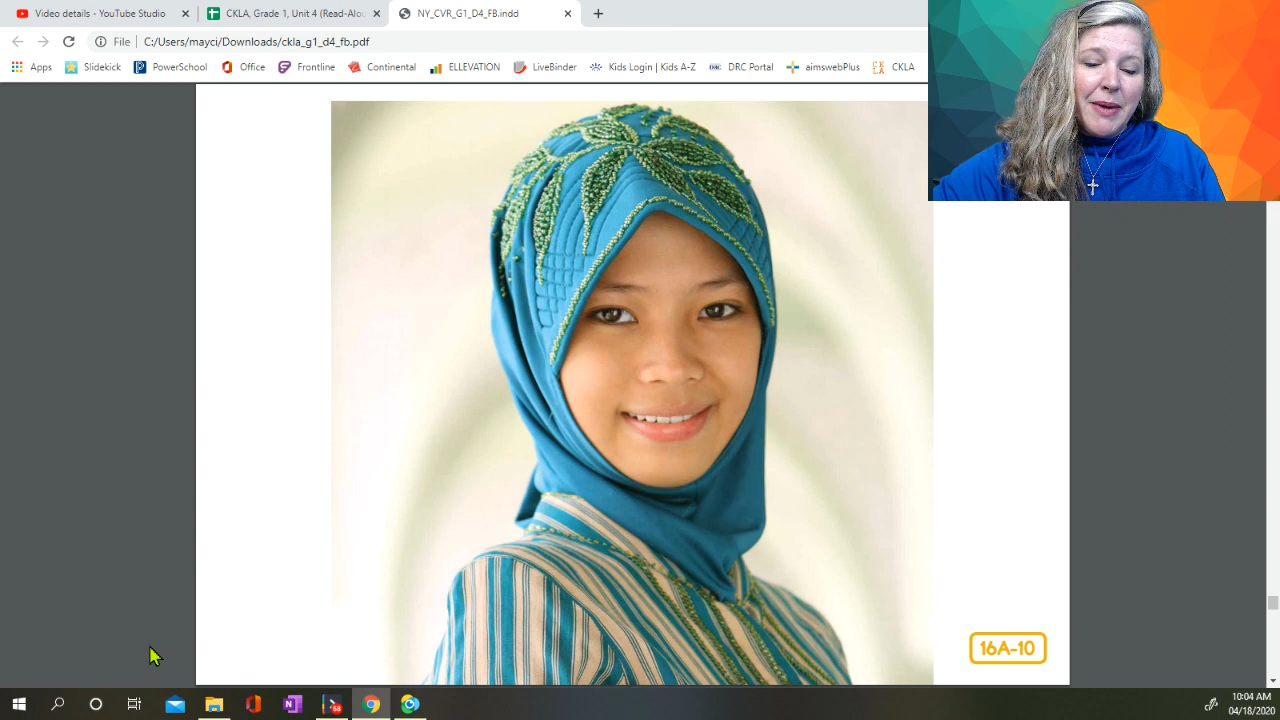 Video details - YouTube Studio
CKLA, Grade 1, Unit 4 (Read-Alou
NY_CVR_G1_D4_FB.indd
File
C:/Users/mayci/Downloads/ckla_g1_d4_fb.pdf
Apps
Slidekick
PowerSchool
Office
Frontline
Continental
ELLEVATION
LiveBinder
Kids Login | Kids A-Z
DRC Portal
aimswebPlus
CKLA
16A-10
58
10:04 AM
04/18/2020